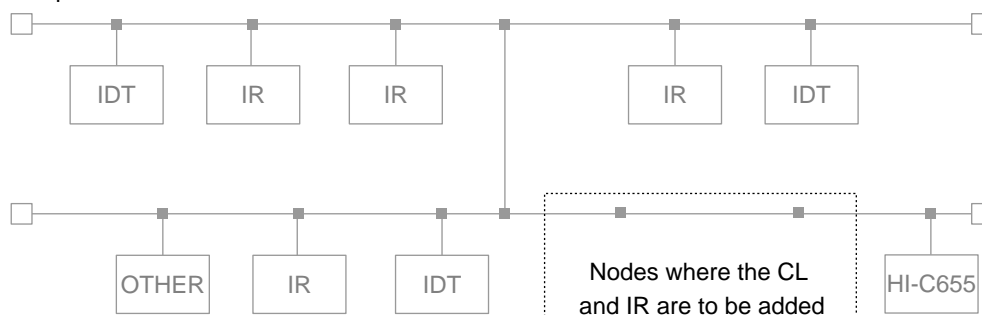 IDT IR IR IR IDT
OTHER IR IDT Nodes where the CL HI-C655
and IR are to be added